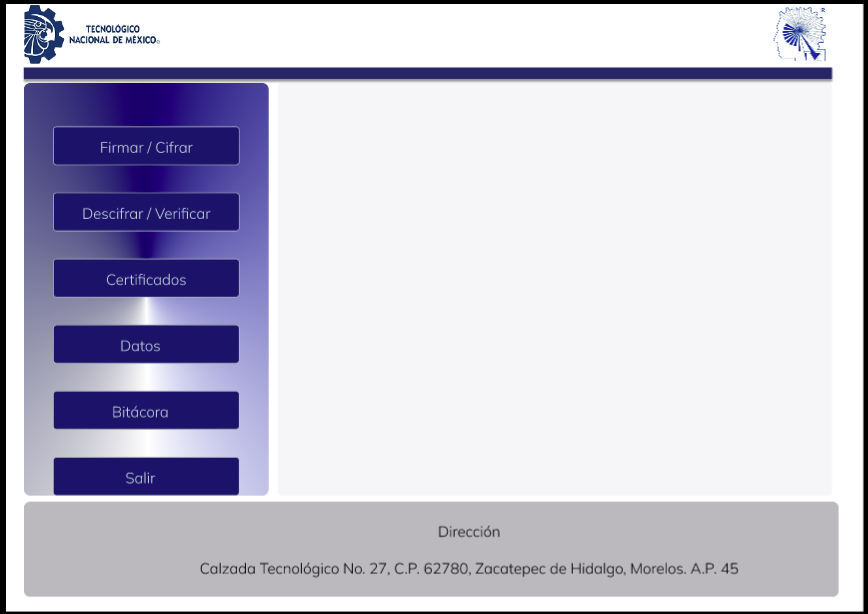 TECNOLÓGICO
NACIONAL DE MÉXICO®
®
Firmar / Cifrar
Descifrar / Verificar
Certificados
Datos
Bitácora
Salir
Dirección
Calzada Tecnológico No. 27, C.P. 62780, Zacatepec de Hidalgo, Morelos. A.P. 45